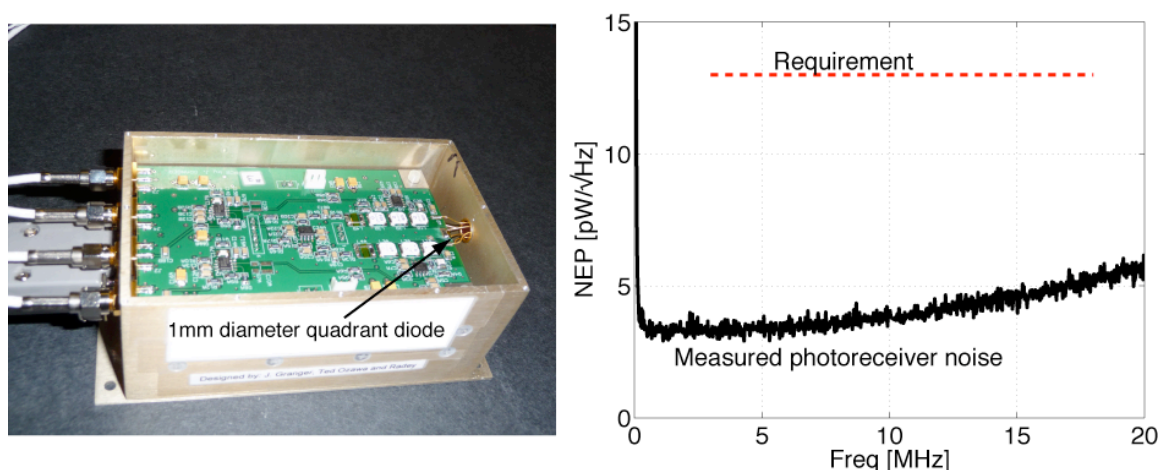 1mm diameter quadrant diode
Designed by: J. Granger, Ted Ozawa and Radey
15
10
5
0
NEP [pW/√Hz]
Requirement
Measured photoreceiver noise
0 5 10 15 20
Freq [MHz]